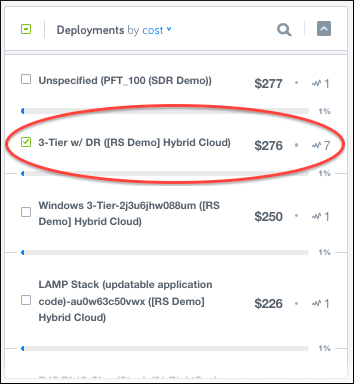 Deployments by cost
Unspecified (PFT_100 (SDR Demo))
$277
1
1%
3-Tier w/ DR ([RS Demo] Hybrid Cloud)
$276
7
1%
Windows 3-Tier-2j3u6jhw088um ([RS
Demo] Hybrid Cloud)
$250
1
1%
LAMP Stack (updatable application
code)-au0w63c50vwx ([RS Demo]
Hybrid Cloud)
$226
1
1%